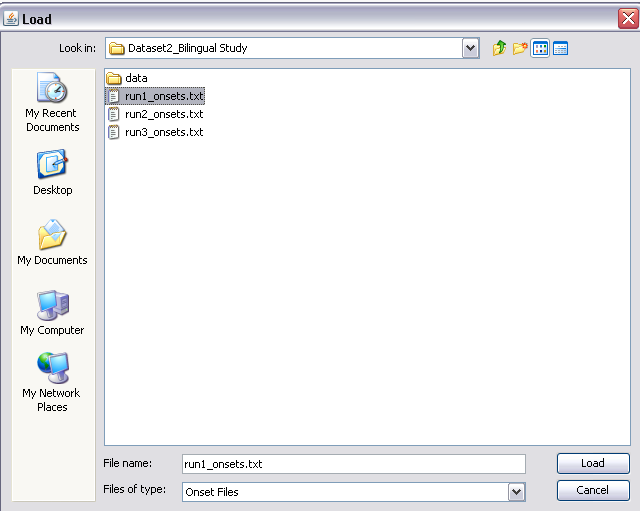 Load
Look in:
Dataset2_Bilingual Study
My Recent
Documents
Desktop
My Documents
My Computer
My Network
Places
data
run1_onsets.txt
run2_onsets.txt
run3_onsets.txt
File name:
run1_onsets.txt
Load
Files of type:
Onset Files
Cancel